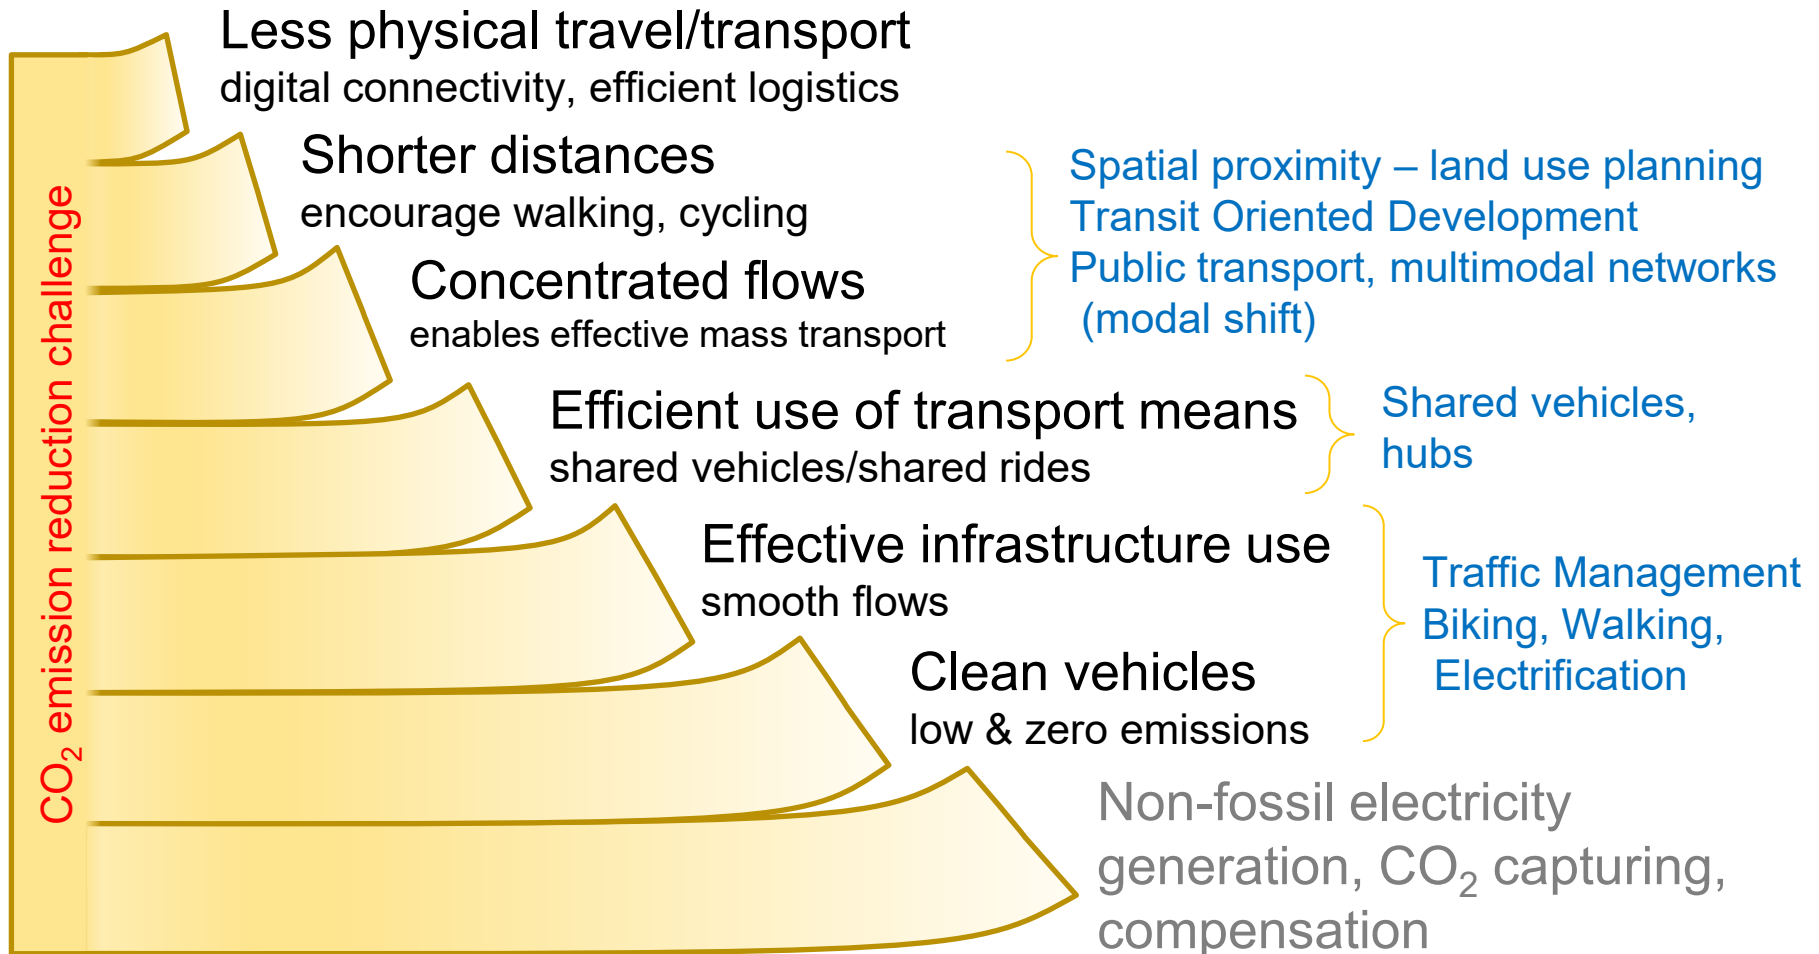 CO₂ emission reduction challenge
Less physical travel/transport
digital connectivity, efficient logistics
Shorter distances
encourage walking, cycling
Concentrated flows
enables effective mass transport
Spatial proximity – land use planning
Transit Oriented Development
Public transport, multimodal networks
(modal shift)
Efficient use of transport means
shared vehicles/shared rides
Shared vehicles,
hubs
Effective infrastructure use
smooth flows
Clean vehicles
low & zero emissions
Traffic Management
Biking, Walking,
Electrification
Non-fossil electricity
generation, CO₂ capturing,
compensation